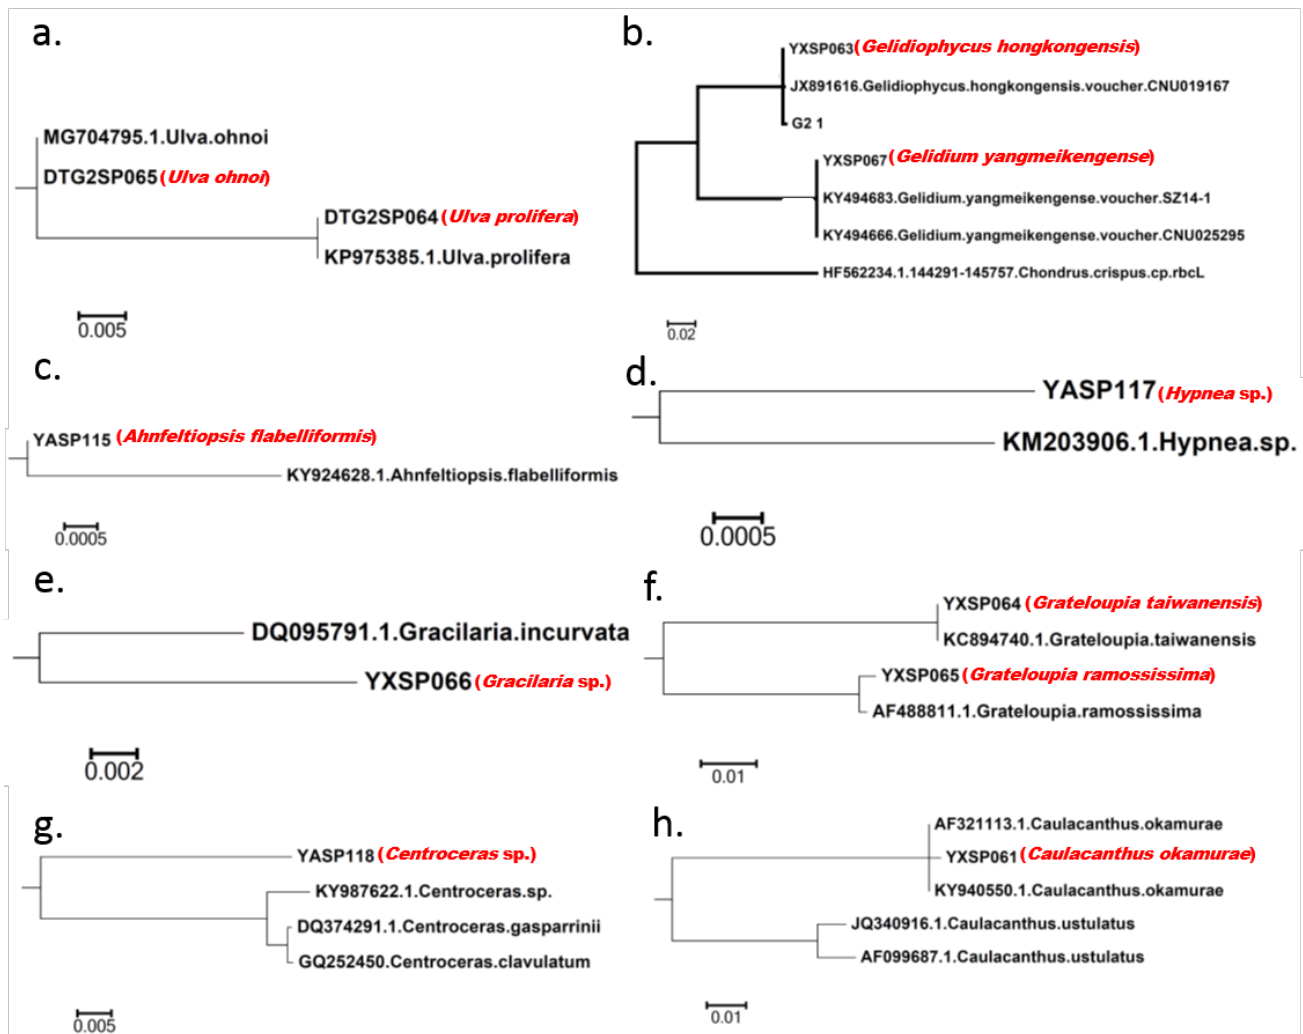 a.
MG704795.1.Ulva.ohnoi
DTG2SP065 (Ulva ohnoi)
DTG2SP064 (Ulva prolifera)
KP975385.1.Ulva.prolifera
0.005
b.
YXSP063 (Gelidiophycus hongkongensis)
JX891616.Gelidiophycus.hongkongensis.voucher.CNU019167
G2 1
YXSP067 (Gelidium yangmeikengense)
KY494683.Gelidium.yangmeikengense.voucher.SZ14-1
KY494666.Gelidium.yangmeikengense.voucher.CNU025295
HF562234.1.144291-145757.Chondrus.crispus.cp.rbcL
0.02
c.
YASP115 (Ahnfeltiopsis flabelliformis)
KY924628.1.Ahnfeltiopsis.flabelliformis
0.0005
d.
YASP117 (Hypnea sp.)
KM203906.1.Hypnea.sp.
0.0005
e.
DQ095791.1.Gracilaria.incurvata
YXSP066 (Gracilaria sp.)
0.002
f.
YXSP064 (Grateloupia taiwanensis)
KC894740.1.Grateloupia.taiwanensis
YXSP065 (Grateloupia ramossissima)
AF488811.1.Grateloupia.ramossissima
0.01
g.
YASP118 (Centroceras sp.)
KY987622.1.Centroceras.sp.
DQ374291.1.Centroceras.gasparrinii
GQ252450.Centroceras.clavulatum
0.005
h.
AF321113.1.Caulacanthus.okamurae
YXSP061 (Caulacanthus okamurae)
KY940550.1.Caulacanthus.okamurae
JQ340916.1.Caulacanthus.ustulatus
AF099687.1.Caulacanthus.ustulatus
0.01